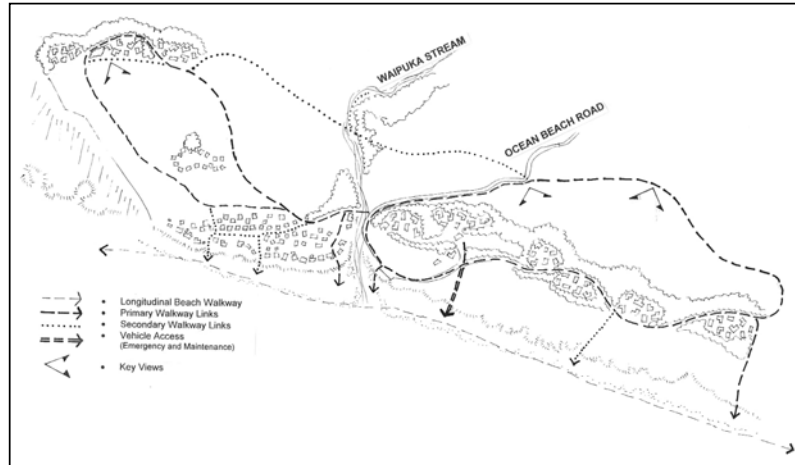 WAIPUKA STREAM
OCEAN BEACH ROAD
• Longitudinal Beach Walkway
• Primary Walkway Links
• Secondary Walkway Links
• Vehicle Access
(Emergency and Maintenance)
• Key Views